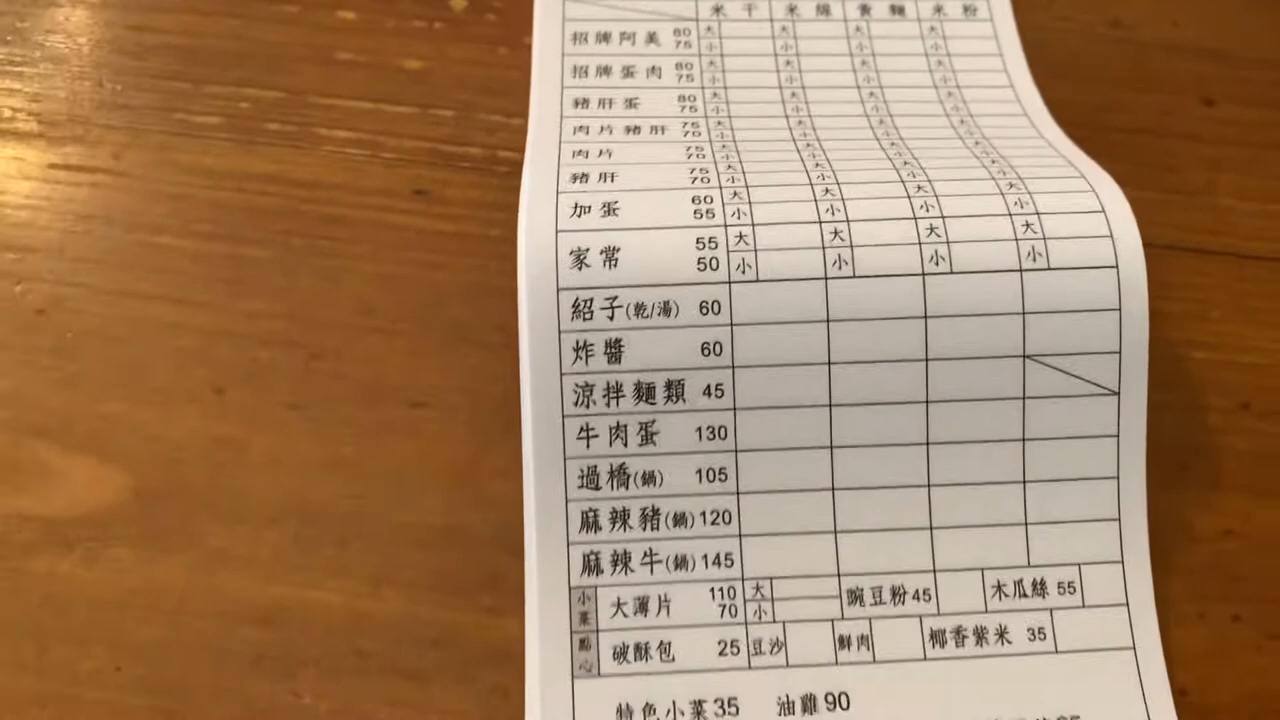 米干 米線 黃麵 米粉
招牌阿美 80 75 大 小 大 小 大 小 大 小
招牌蛋肉 80 75 大 小 大 小 大 小 大 小
豬肝蛋 80 75 大 小 大 小 大 小 大 小
肉片豬肝 75 70 大 小 大 小 大 小 大 小
肉片 75 70 大 小 大 小 大 小 大 小
豬肝 75 70 大 小 大 小 大 小 大 小
加蛋 60 55 大 小 大 小 大 小 大 小
家常 55 50 大 小 大 小 大 小 大 小
紹子(乾/湯) 60
炸醬 60
涼拌麵類 45
牛肉蛋 130
過橋(鍋) 105
麻辣豬(鍋) 120
麻辣牛(鍋) 145
小菜 大薄片 110 70 大 小 豌豆粉 45 木瓜絲 55
點心 破酥包 25 豆沙 鮮肉 椰香紫米 35
特色小菜 35 油雞 90